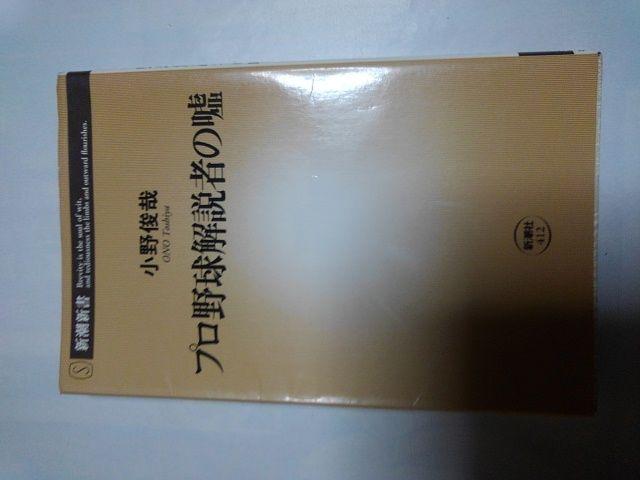 新潮新書
Brevity is the soul of wit,
and tediousness the limbs and outward flourishes.
小野俊哉
ONO Toshiya
プロ野球解説者の嘘
新潮社
412